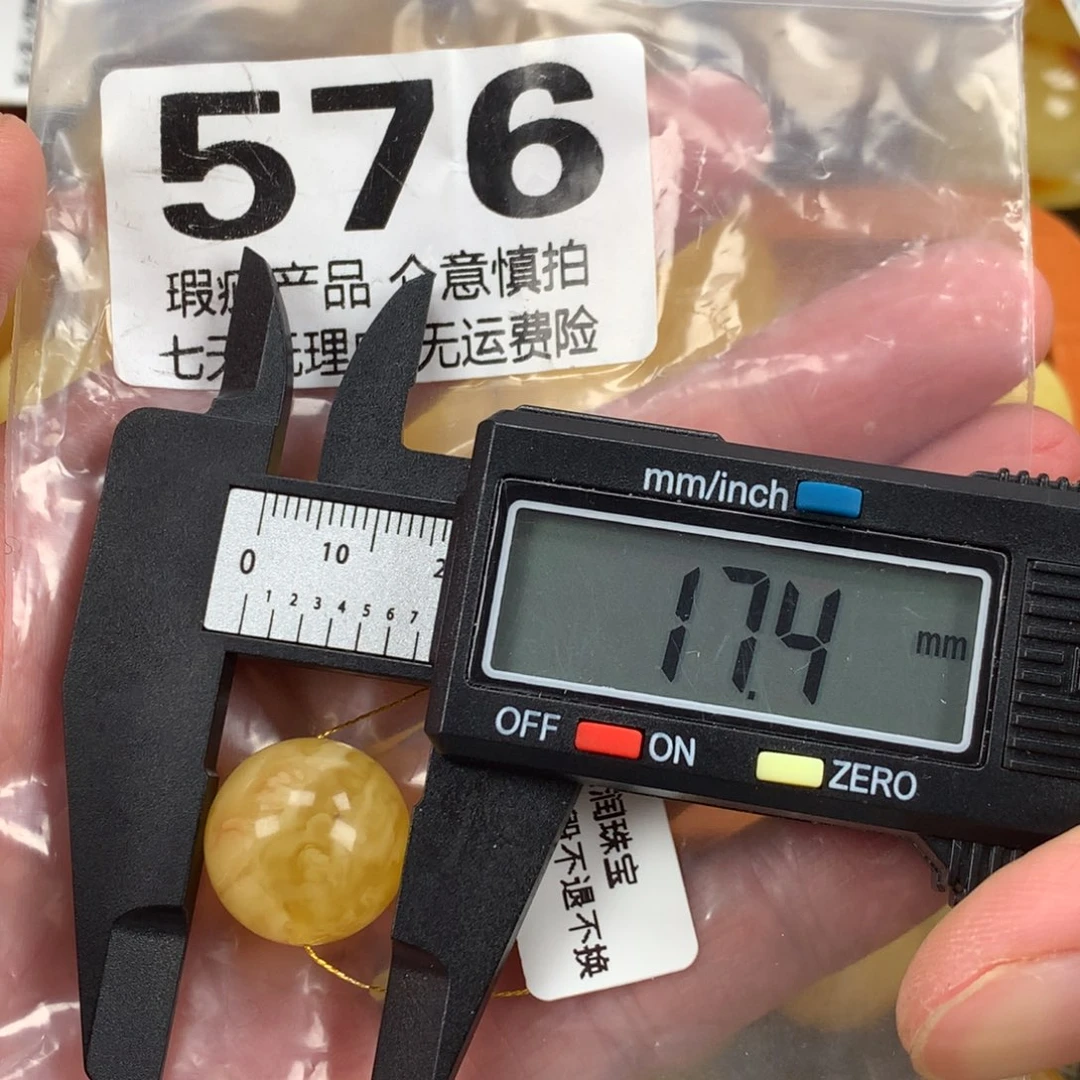 576
瑕 产品 介意慎拍
七天无理 无运费险
mm/inch
17.4 mm
0 10 2
1 2 3 4 5 6 7
OFF ON ZERO
润珠宝
不退不换